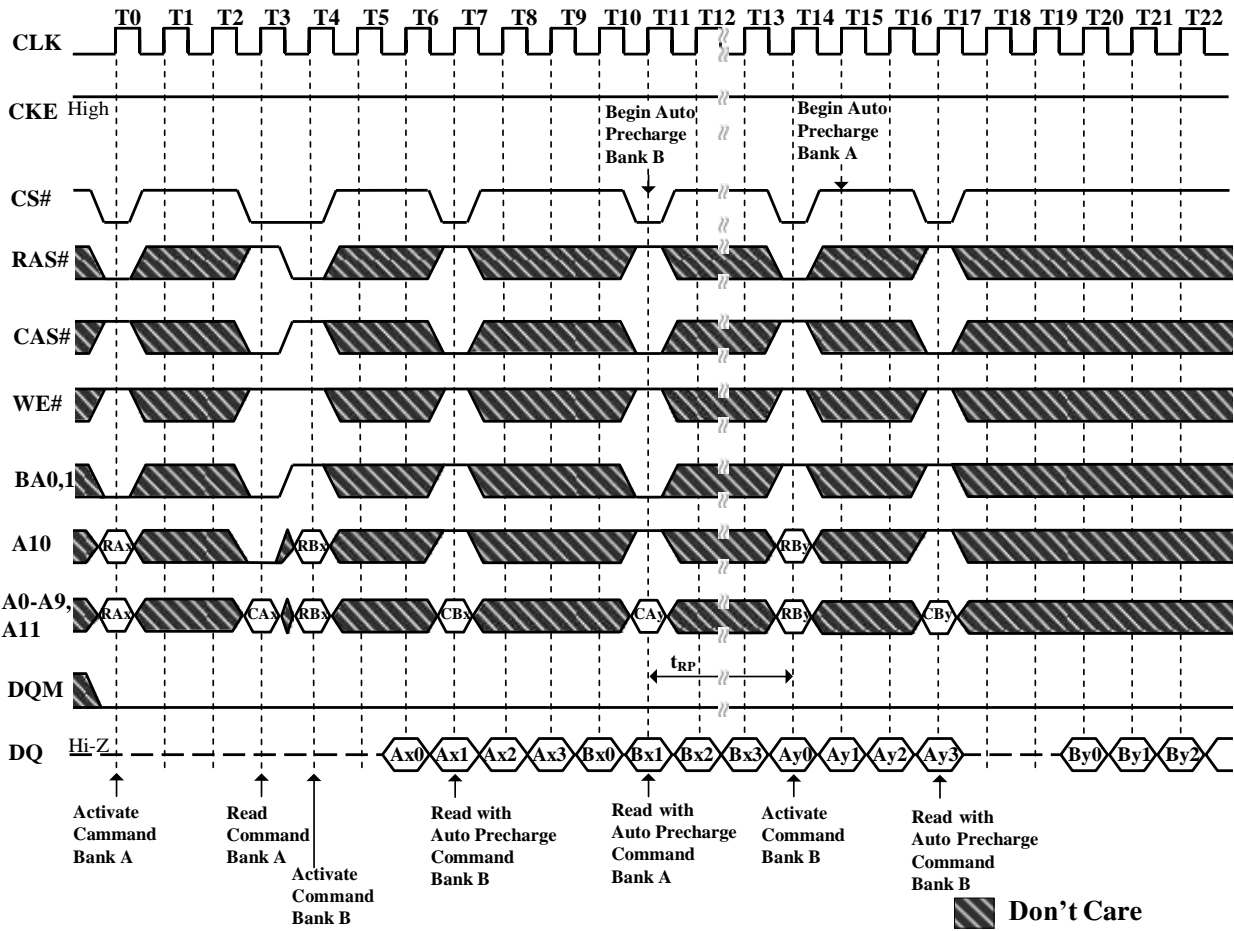 T0 T1 T2 T3 T4 T5 T6 T7 T8 T9 T10 T11 T12 T13 T14 T15 T16 T17 T18 T19 T20 T21 T22
CLK
CKE High
Begin Auto
Precharge
Bank B
Begin Auto
Precharge
Bank A
CS#
RAS#
CAS#
WE#
BA0,1
A10 RAx RBx RBy
A0-A9,
A11
RAx CAx RBx CBx CAy RBy CBy
tRP
DQM
DQ Hi-Z Ax0 Ax1 Ax2 Ax3 Bx0 Bx1 Bx2 Bx3 Ay0 Ay1 Ay2 Ay3 By0 By1 By2
Activate
Cammand
Bank A
Read
Command
Bank A
Activate
Command
Bank B
Read with
Auto Precharge
Command
Bank B
Read with
Auto Precharge
Command
Bank A
Activate
Command
Bank B
Read with
Auto Precharge
Command
Bank B
Don't Care